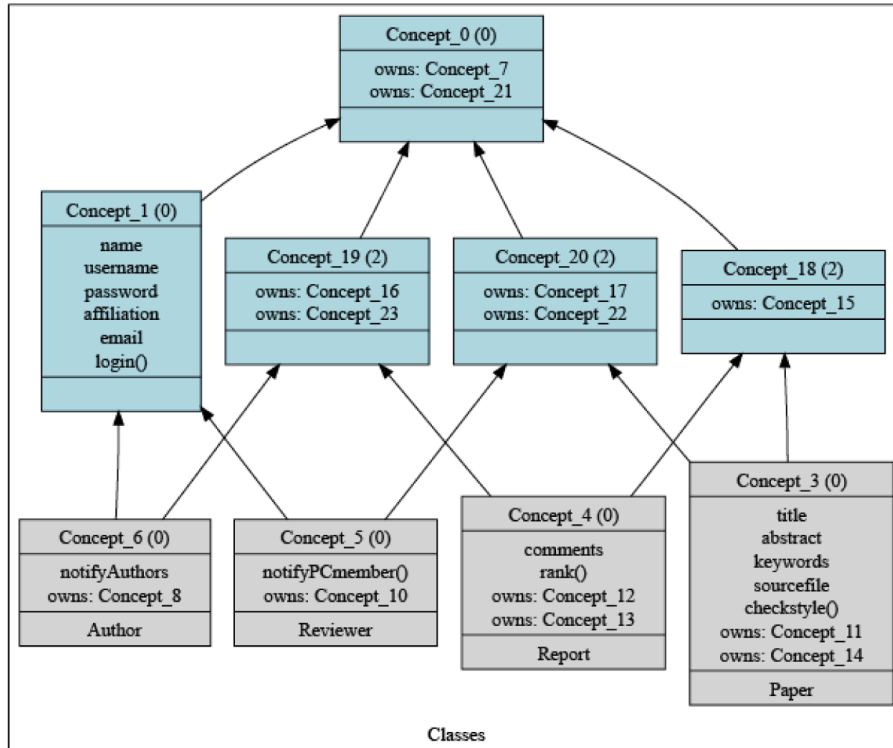 Concept_0 (0)
owns: Concept_7
owns: Concept_21
Concept_1 (0)
name
username
password
affiliation
email
login()
Concept_19 (2)
owns: Concept_16
owns: Concept_23
Concept_20 (2)
owns: Concept_17
owns: Concept_22
Concept_18 (2)
owns: Concept_15
Concept_6 (0)
notifyAuthors
owns: Concept_8
Author
Concept_5 (0)
notifyPCmember()
owns: Concept_10
Reviewer
Concept_4 (0)
comments
rank()
owns: Concept_12
owns: Concept_13
Report
Concept_3 (0)
title
abstract
keywords
sourcefile
checkstyle()
owns: Concept_11
owns: Concept_14
Paper
Classes